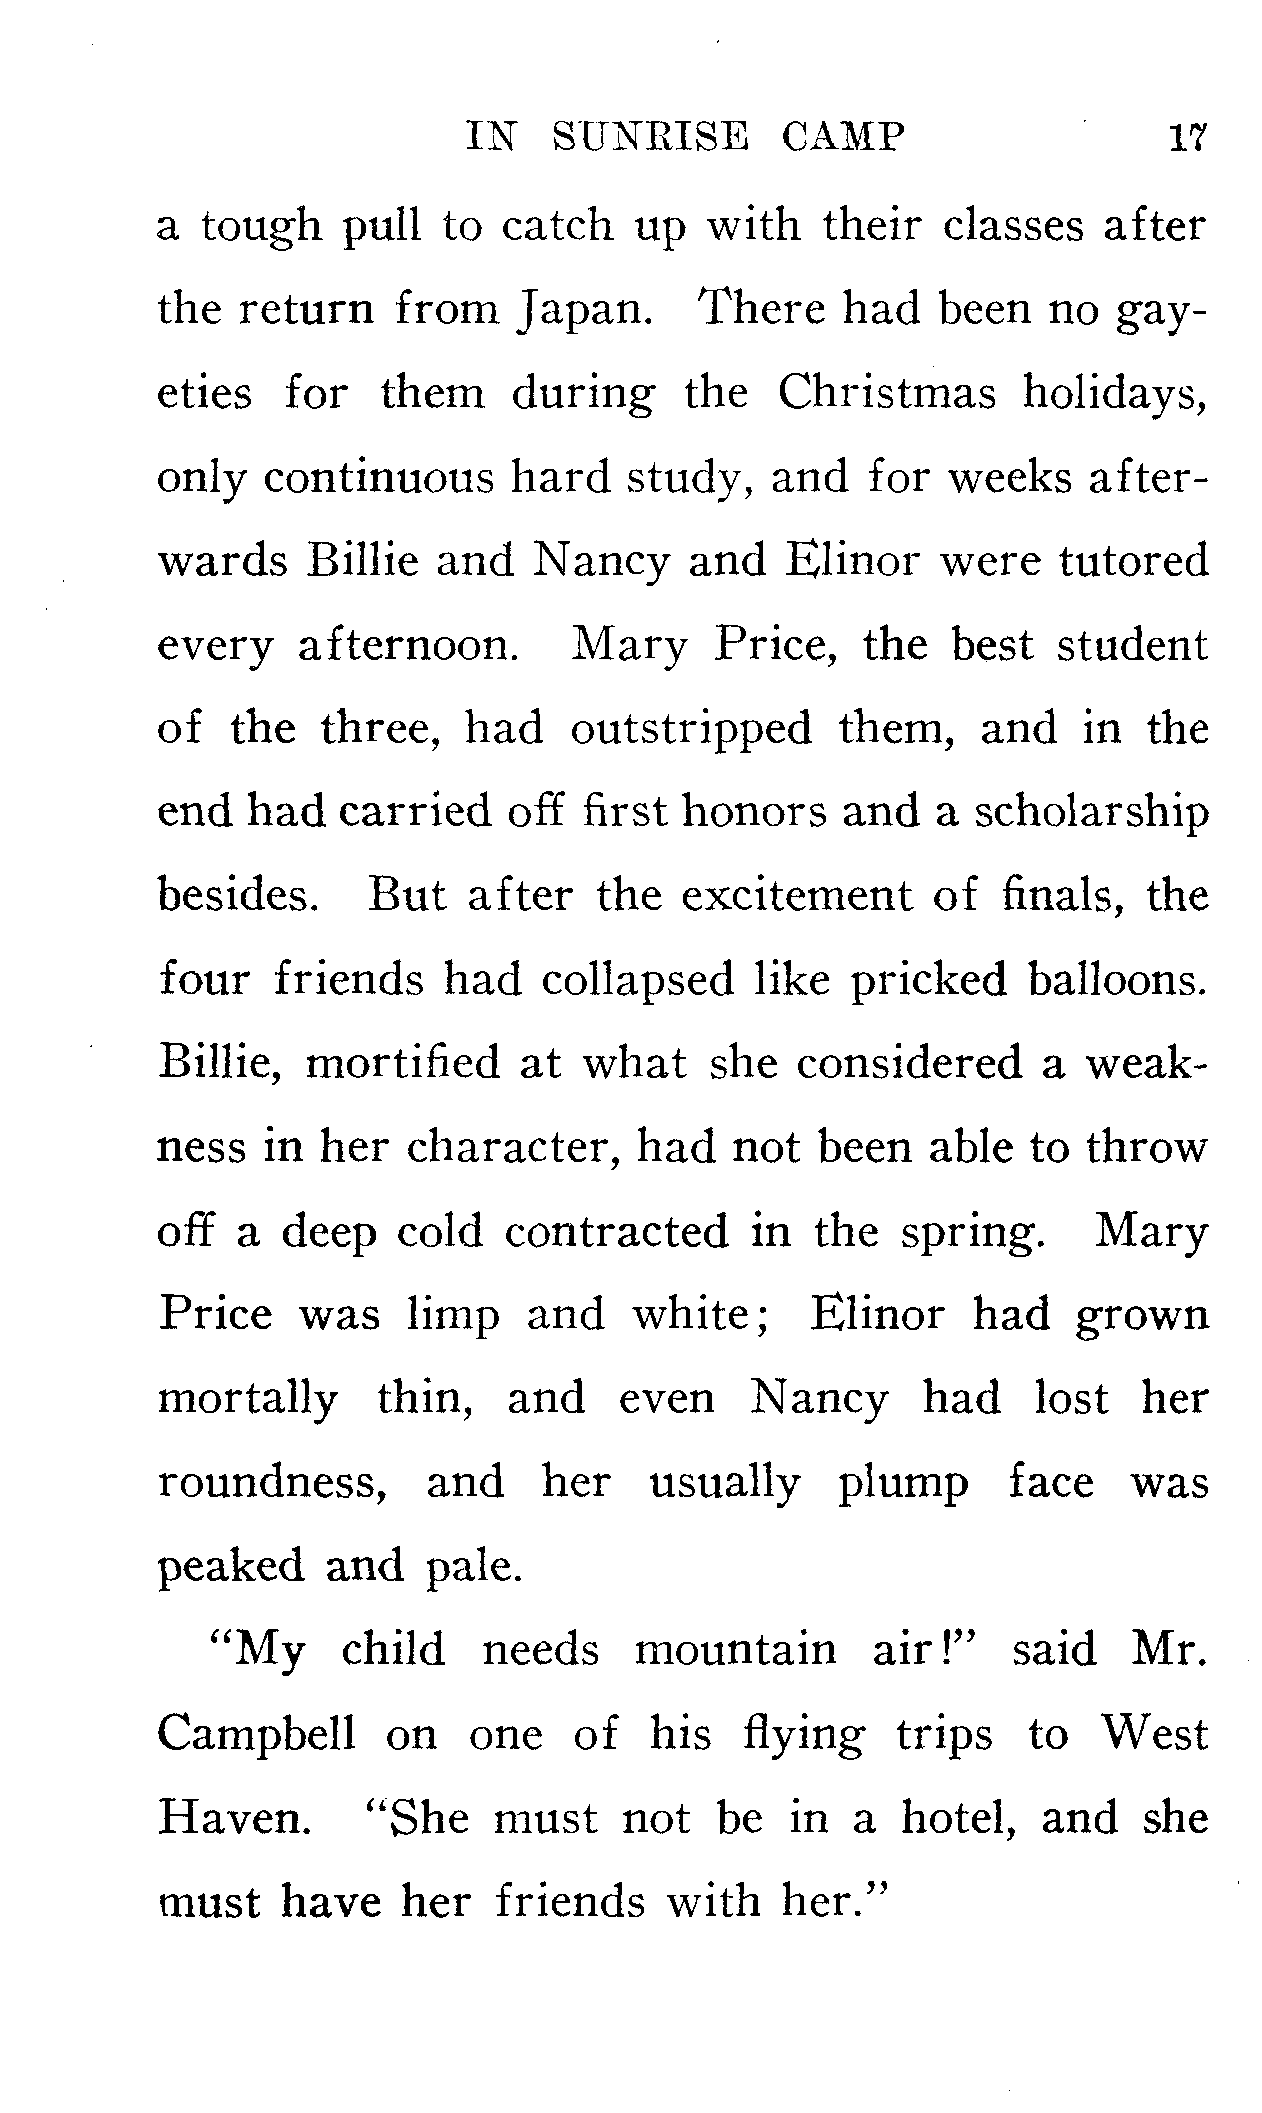 IN SUNRISE CAMP 17
a tough pull to catch up with their classes after
the return from Japan. There had been no gay-
eties for them during the Christmas holidays,
only continuous hard study, and for weeks after-
wards Billie and Nancy and Elinor were tutored
every afternoon. Mary Price, the best student
of the three, had outstripped them, and in the
end had carried off first honors and a scholarship
besides. But after the excitement of finals, the
four friends had collapsed like pricked balloons.
Billie, mortified at what she considered a weak-
ness in her character, had not been able to throw
off a deep cold contracted in the spring. Mary
Price was limp and white; Elinor had grown
mortally thin, and even Nancy had lost her
roundness, and her usually plump face was
peaked and pale.
"My child needs mountain air!" said Mr.
Campbell on one of his flying trips to West
Haven. "She must not be in a hotel, and she
must have her friends with her."